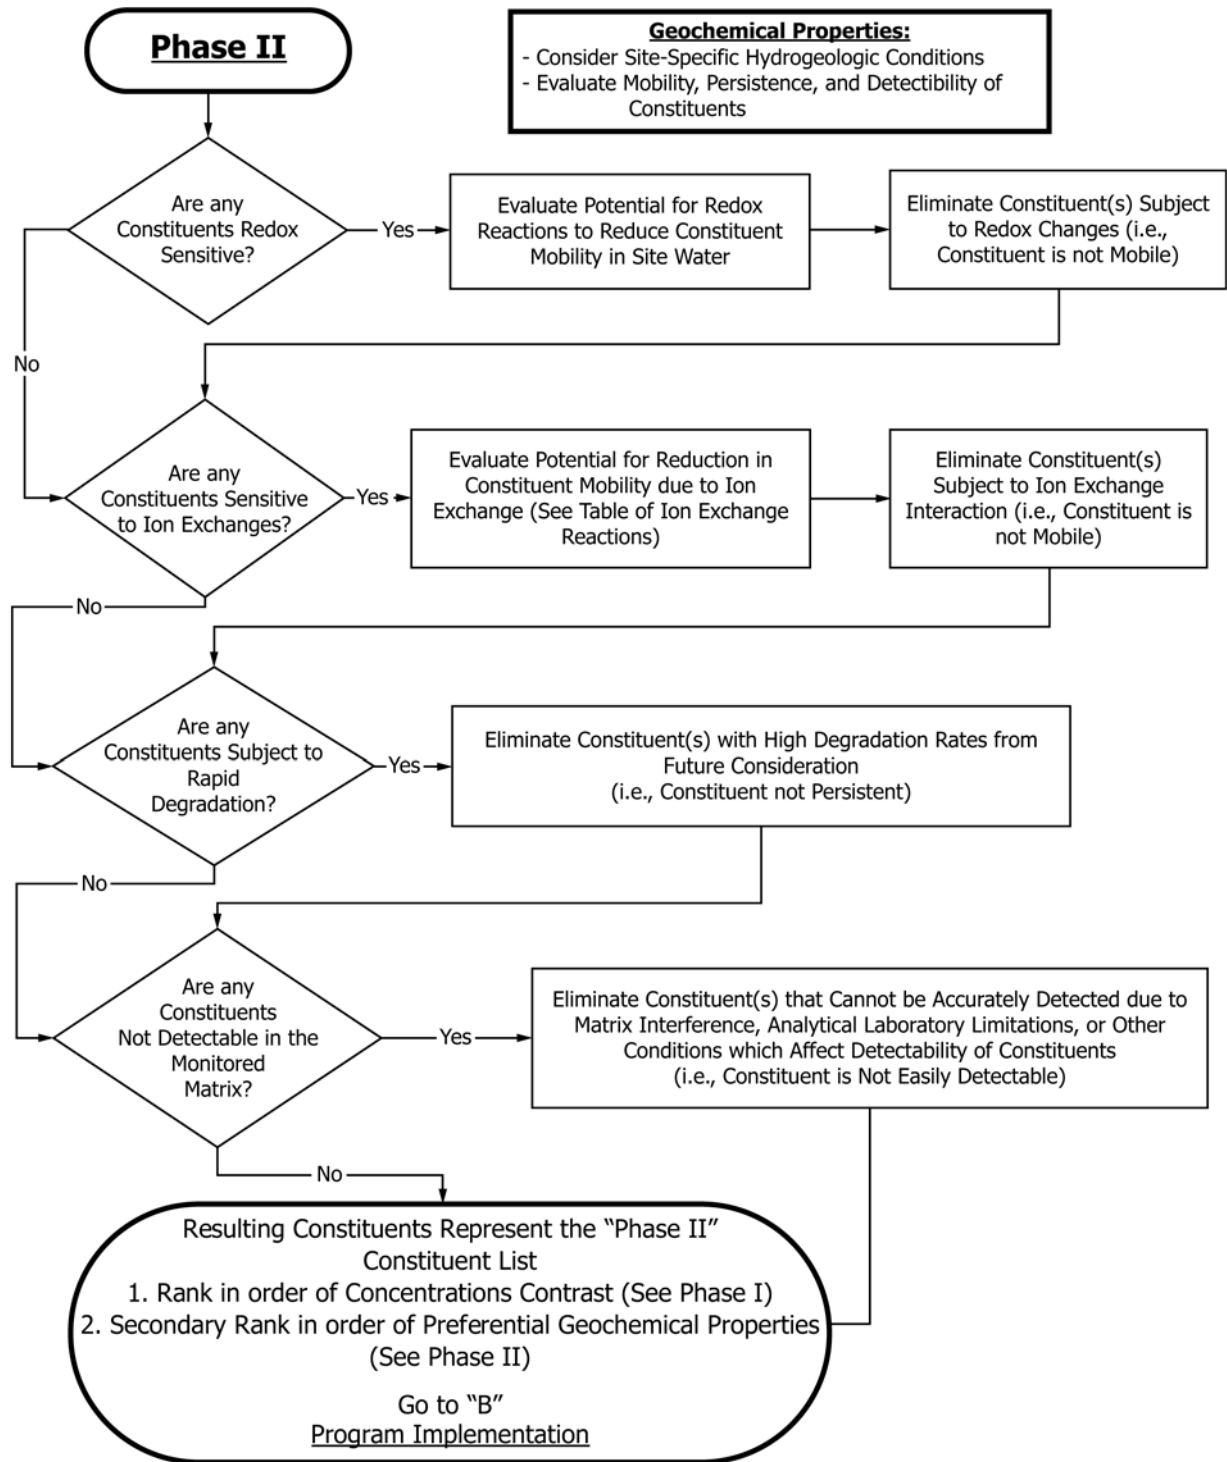 Phase II
Geochemical Properties:
- Consider Site-Specific Hydrogeologic Conditions
- Evaluate Mobility, Persistence, and Detectibility of
Constituents
Are any
Constituents Redox
Sensitive?
Yes
Evaluate Potential for Redox
Reactions to Reduce Constituent
Mobility in Site Water
Eliminate Constituent(s) Subject
to Redox Changes (i.e.,
Constituent is not Mobile)
No
Are any
Constituents Sensitive
to Ion Exchanges?
Yes
Evaluate Potential for Reduction in
Constituent Mobility due to Ion
Exchange (See Table of Ion Exchange
Reactions)
Eliminate Constituent(s)
Subject to Ion Exchange
Interaction (i.e., Constituent is
not Mobile)
No
Are any
Constituents Subject to
Rapid
Degradation?
Yes
Eliminate Constituent(s) with High Degradation Rates from
Future Consideration
(i.e., Constituent not Persistent)
No
Are any
Constituents
Not Detectable in the
Monitored
Matrix?
Yes
Eliminate Constituent(s) that Cannot be Accurately Detected due to
Matrix Interference, Analytical Laboratory Limitations, or Other
Conditions which Affect Detectability of Constituents
(i.e., Constituent is Not Easily Detectable)
No
Resulting Constituents Represent the “Phase II”
Constituent List
1. Rank in order of Concentrations Contrast (See Phase I)
2. Secondary Rank in order of Preferential Geochemical Properties
(See Phase II)
Go to “B”
Program Implementation